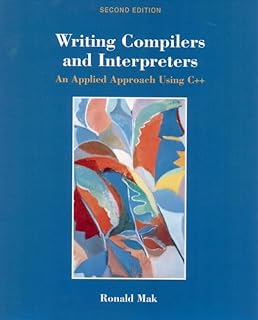 SECOND EDITION
Writing Compilers
and Interpreters
An Applied Approach Using C++
Ronald Mak